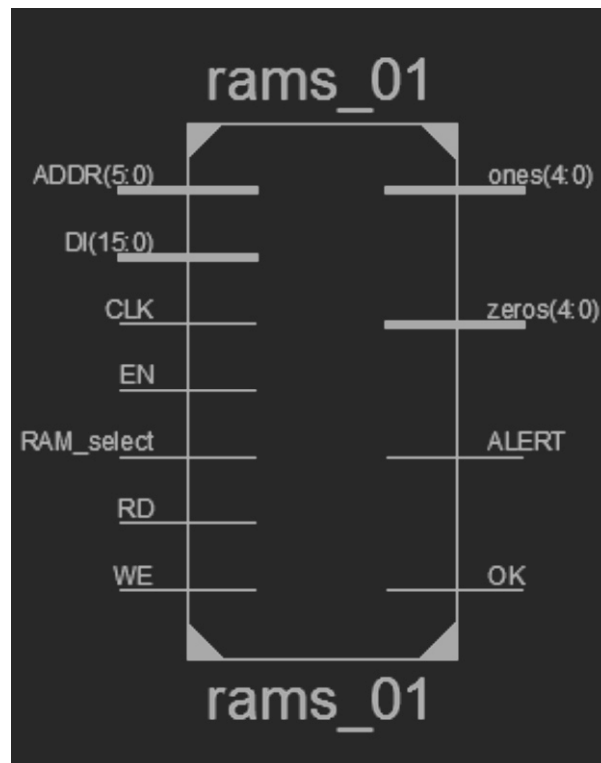 rams_01
ADDR(5:0)
ones(4:0)
DI(15:0)
CLK
zeros(4:0)
EN
RAM_select
ALERT
RD
WE
OK
rams_01